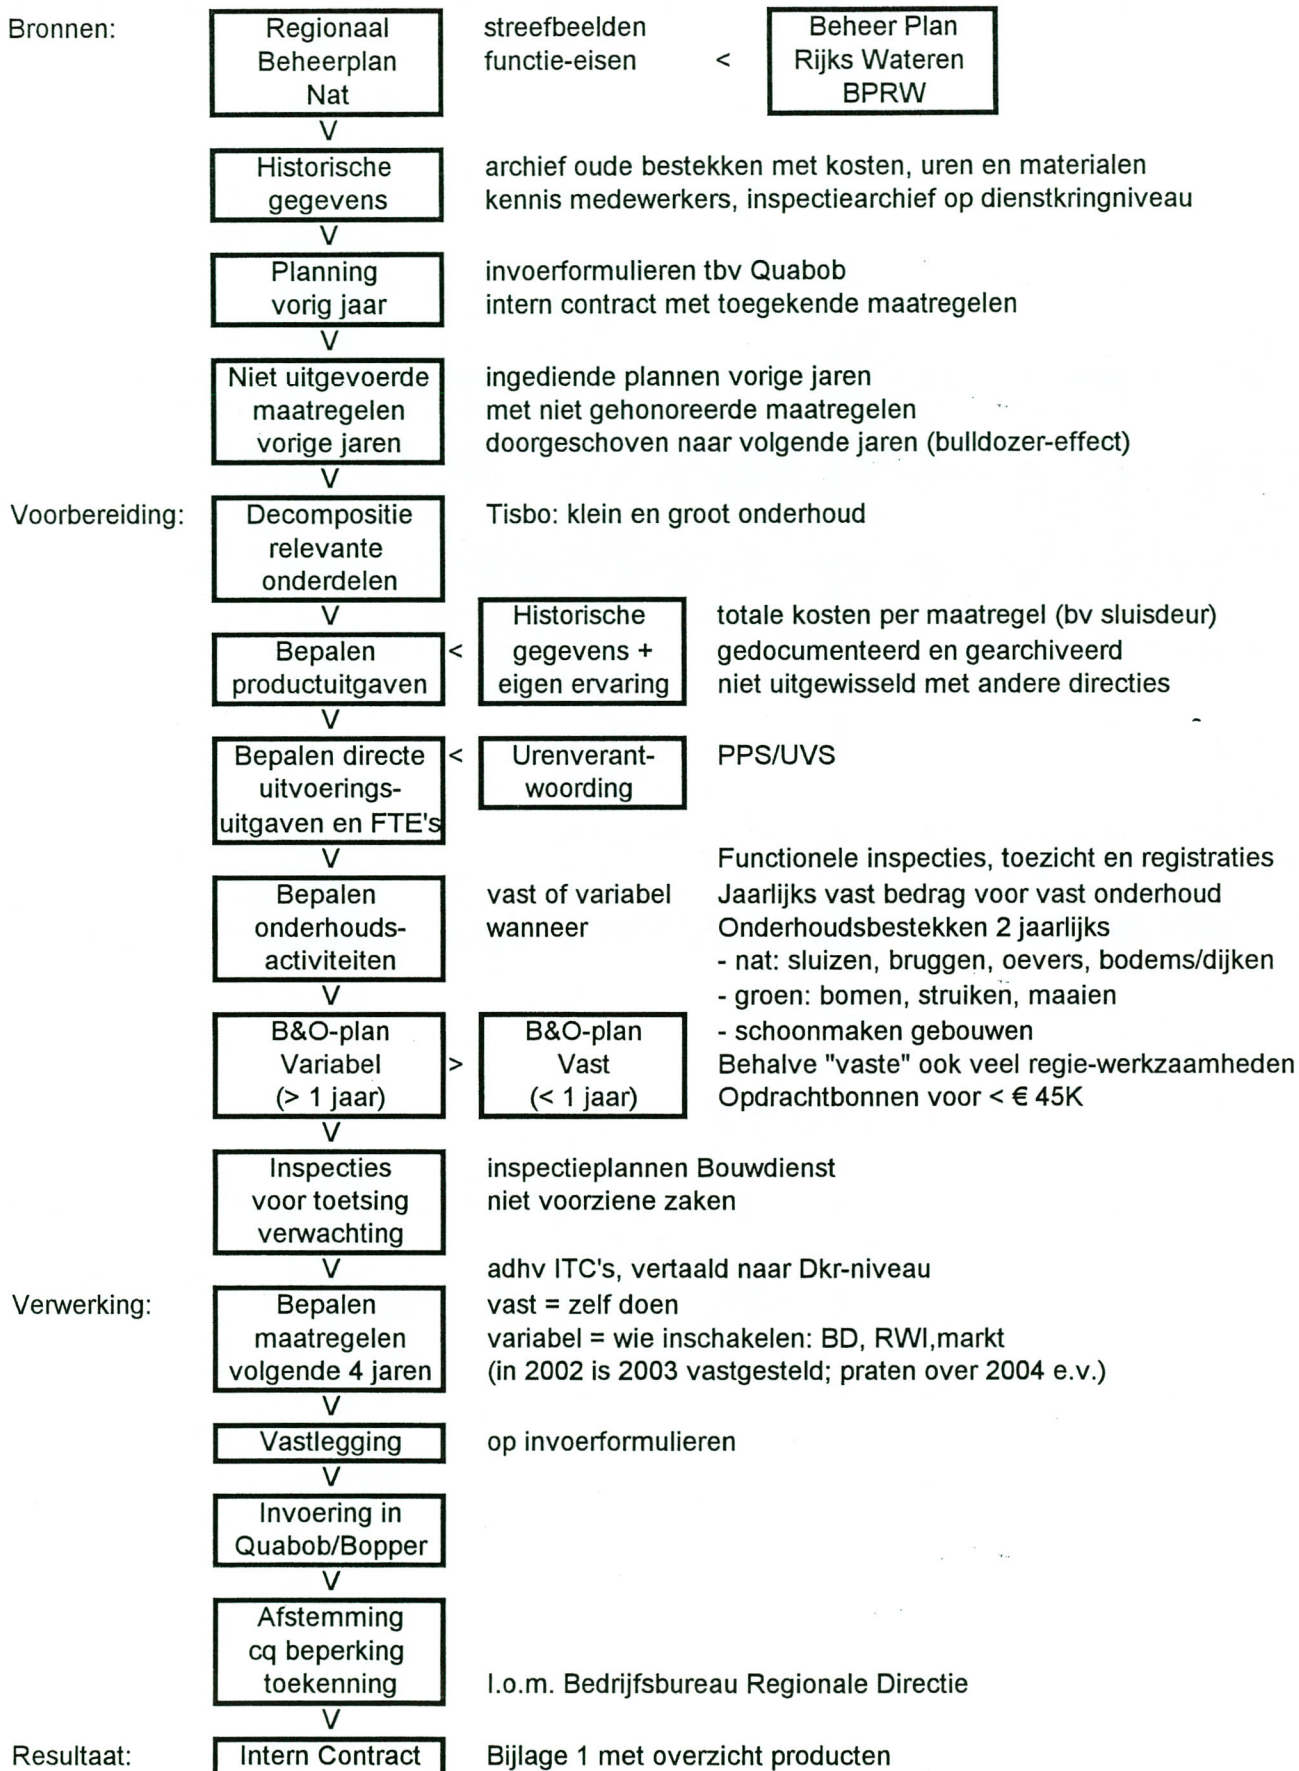 Bronnen: Regionaal streefbeelden Beheer Plan
Beheerplan functie-eisen < Rijks Wateren
Nat BPRW
V
Historische archief oude bestekken met kosten, uren en materialen
gegevens kennis medewerkers, inspectiearchief op dienstkringniveau
V
Planning invoerformulieren tbv Quabob
vorig jaar intern contract met toegekende maatregelen
V
Niet uitgevoerde ingediende plannen vorige jaren
maatregelen met niet gehonoreerde maatregelen
vorige jaren doorgeschoven naar volgende jaren (bulldozer-effect)
V
Voorbereiding: Decompositie Tisbo: klein en groot onderhoud
relevante
onderdelen
V Historische totale kosten per maatregel (bv sluisdeur)
Bepalen < gegevens + gedocumenteerd en gearchiveerd
productuitgaven eigen ervaring niet uitgewisseld met andere directies
V
Bepalen directe < Urenverant- PPS/UVS
uitvoerings- woording
uitgaven en FTE's
V Functionele inspecties, toezicht en registraties
Bepalen vast of variabel Jaarlijks vast bedrag voor vast onderhoud
onderhouds- wanneer Onderhoudsbestekken 2 jaarlijks
activiteiten - nat: sluizen, bruggen, oevers, bodems/dijken
V - groen: bomen, struiken, maaien
B&O-plan B&O-plan - schoonmaken gebouwen
Variabel > Vast Behalve "vaste" ook veel regie-werkzaamheden
(> 1 jaar) (< 1 jaar) Opdrachtbonnen voor < € 45K
V
Inspecties inspectieplannen Bouwdienst
voor toetsing niet voorziene zaken
verwachting
V adhv ITC's, vertaald naar Dkr-niveau
Verwerking: Bepalen vast = zelf doen
maatregelen variabel = wie inschakelen: BD, RWI,markt
volgende 4 jaren (in 2002 is 2003 vastgesteld; praten over 2004 e.v.)
V
Vastlegging op invoerformulieren
V
Invoering in
Quabob/Bopper
V
Afstemming
cq beperking
toekenning I.o.m. Bedrijfsbureau Regionale Directie
V
Resultaat: Intern Contract Bijlage 1 met overzicht producten